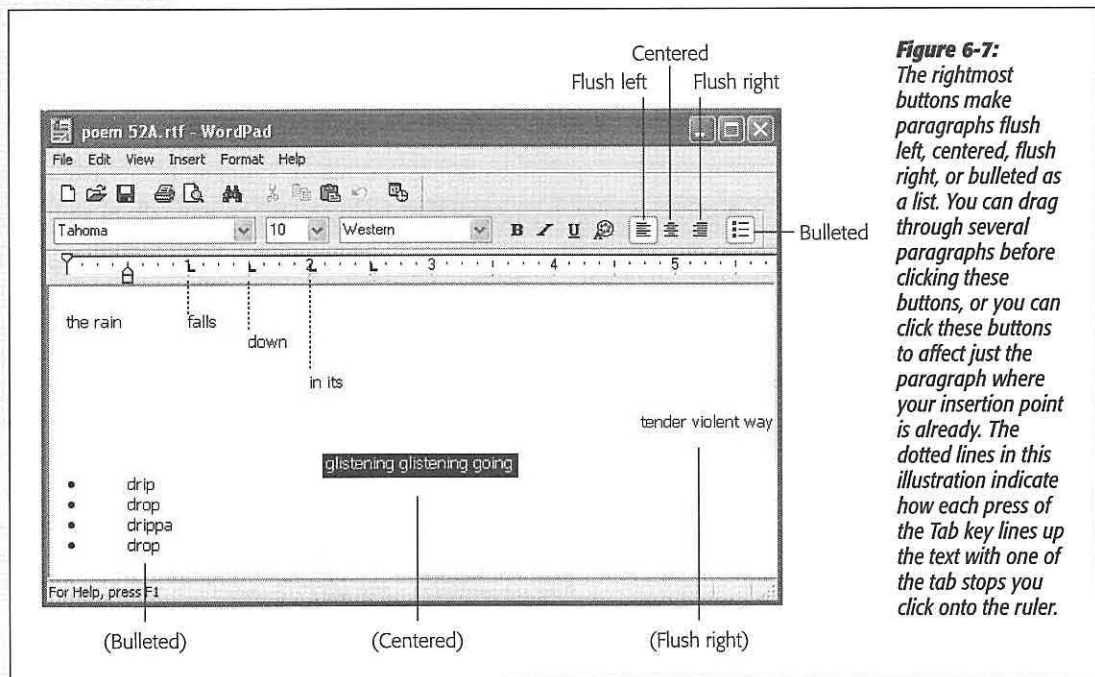 Centered
Flush left Flush right
poem 52A.rtf - WordPad
File Edit View Insert Format Help
Tahoma 10 Western B I U
Bulleted
1 2 3 4 5
the rain falls
down
in its
tender violent way
glistening glistening going
• drip
• drop
• drippa
• drop
For Help, press F1
(Bulleted) (Centered) (Flush right)
Figure 6-7:
The rightmost
buttons make
paragraphs flush
left, centered, flush
right, or bulleted as
a list. You can drag
through several
paragraphs before
clicking these
buttons, or you can
click these buttons
to affect just the
paragraph where
your insertion point
is already. The
dotted lines in this
illustration indicate
how each press of
the Tab key lines up
the text with one of
the tab stops you
click onto the ruler.